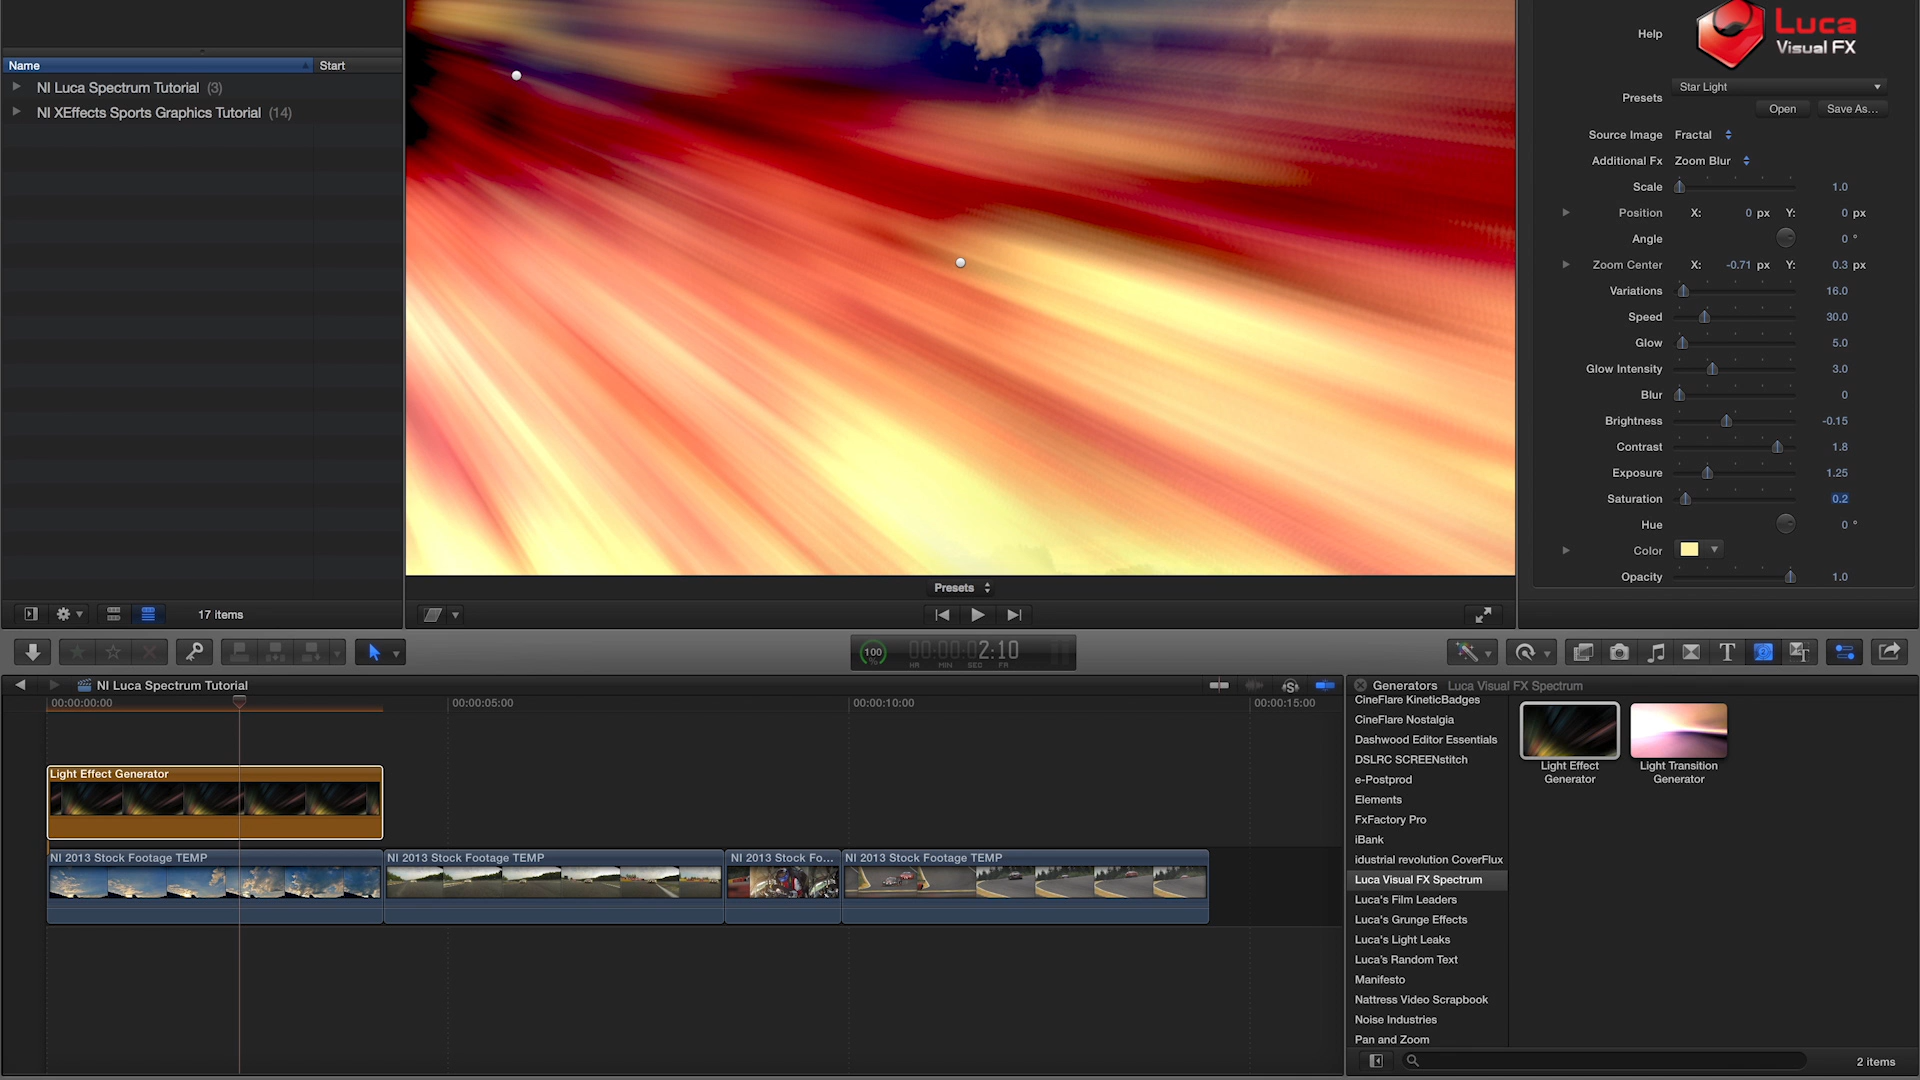 Name
Start
NI Luca Spectrum Tutorial (3)
NI XEffects Sports Graphics Tutorial (14)
17 items
Presets
Help
Luca
Visual FX
Presets
Star Light
Open
Save As...
Source Image Fractal
Additional Fx Zoom Blur
Scale 1.0
Position X: 0 px Y: 0 px
Angle 0 °
Zoom Center X: -0.71 px Y: 0.3 px
Variations 16.0
Speed 30.0
Glow 5.0
Glow Intensity 3.0
Blur 0
Brightness -0.15
Contrast 1.8
Exposure 1.25
Saturation 0.2
Hue 0 °
Color
Opacity 1.0
100
%
00:00:02:10
HR MIN SEC FR
NI Luca Spectrum Tutorial
00:00:00:00
00:00:05:00
00:00:10:00
00:00:15:00
Light Effect Generator
NI 2013 Stock Footage TEMP
NI 2013 Stock Footage TEMP
NI 2013 Stock Fo...
NI 2013 Stock Footage TEMP
Generators Luca Visual FX Spectrum
CineFlare KineticBadges
CineFlare Nostalgia
Dashwood Editor Essentials
DSLRC SCREENstitch
e-Postprod
Elements
FxFactory Pro
iBank
idustrial revolution CoverFlux
Luca Visual FX Spectrum
Luca's Film Leaders
Luca's Grunge Effects
Luca's Light Leaks
Luca's Random Text
Manifesto
Nattress Video Scrapbook
Noise Industries
Pan and Zoom
Light Effect
Generator
Light Transition
Generator
2 items